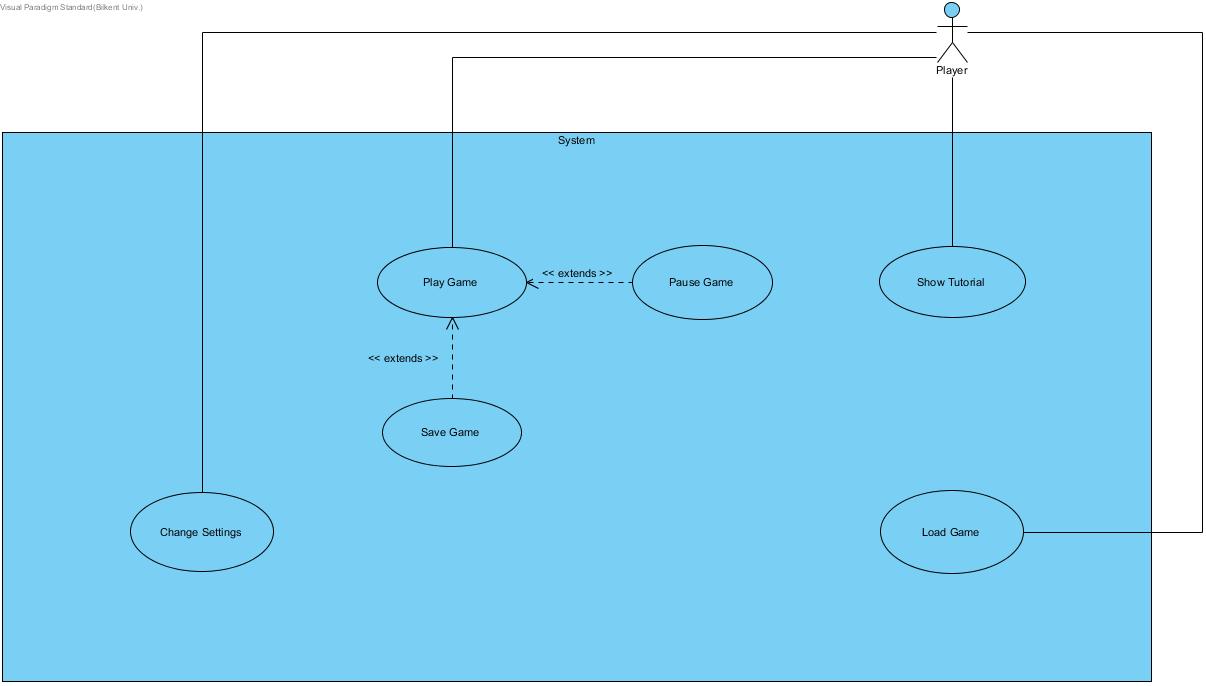 Visual Paradigm Standard(Bilkent Univ.)
Player
System
Play Game
<< extends >>
Pause Game
Show Tutorial
<< extends >>
Save Game
Change Settings
Load Game